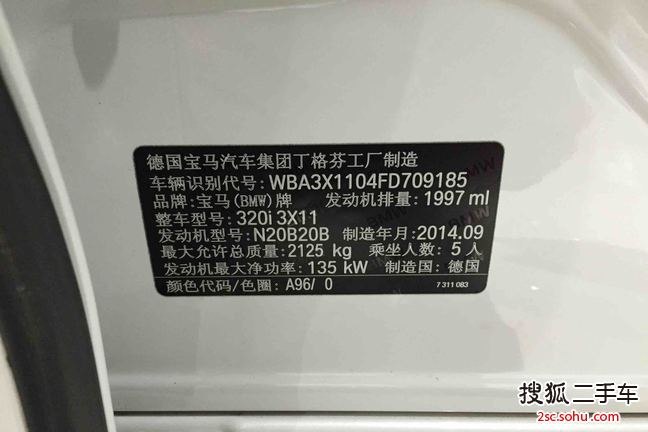 德国宝马汽车集团丁格芬工厂制造
车辆识别代号: WBA3X1104FD709185
品牌: 宝马(BMW)牌 发动机排量: 1997 ml
整车型号: 320i 3X11
发动机型号: N20B20B 制造年月: 2014.09
最大允许总质量: 2125 kg 乘坐人数: 5人
发动机最大净功率: 135 kW 制造国: 德国
颜色代码/色圈: A96/ 0
7 311 083
搜狐二手车
2sc.sohu.com